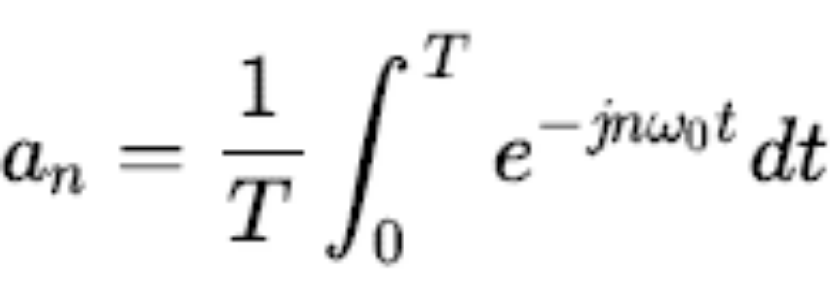 a_n = \frac{1}{T} \int_0^T e^{-jn\omega_0 t} dt